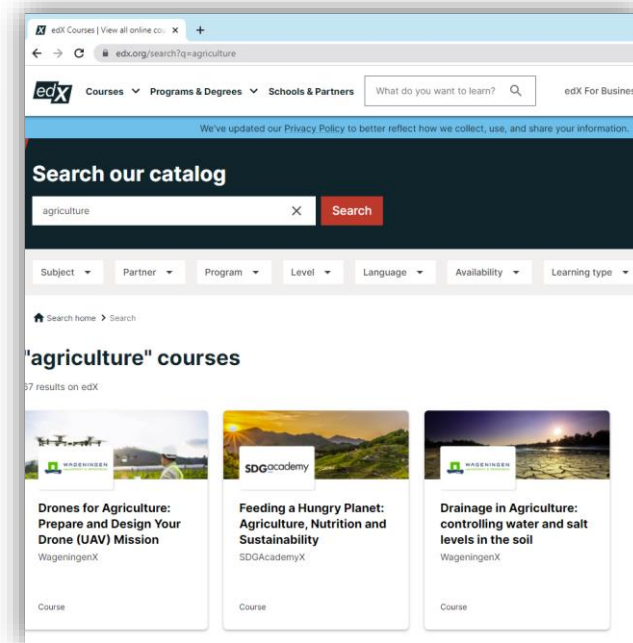 edX Courses | View all online cou
edx.org/search?q=agriculture
edX Courses Programs & Degrees Schools & Partners What do you want to learn? edX For Busines
We've updated our Privacy Policy to better reflect how we collect, use, and share your information.
Search our catalog
agriculture Search
Subject Partner Program Level Language Availability Learning type
Search home Search
"agriculture" courses
67 results on edX
WAGENINGEN
SDGacademy
WAGENINGEN
Drones for Agriculture:
Prepare and Design Your
Drone (UAV) Mission
WageningenX
Course
Feeding a Hungry Planet:
Agriculture, Nutrition and
Sustainability
SDGAcademyX
Course
Drainage in Agriculture:
controlling water and salt
levels in the soil
WageningenX
Course